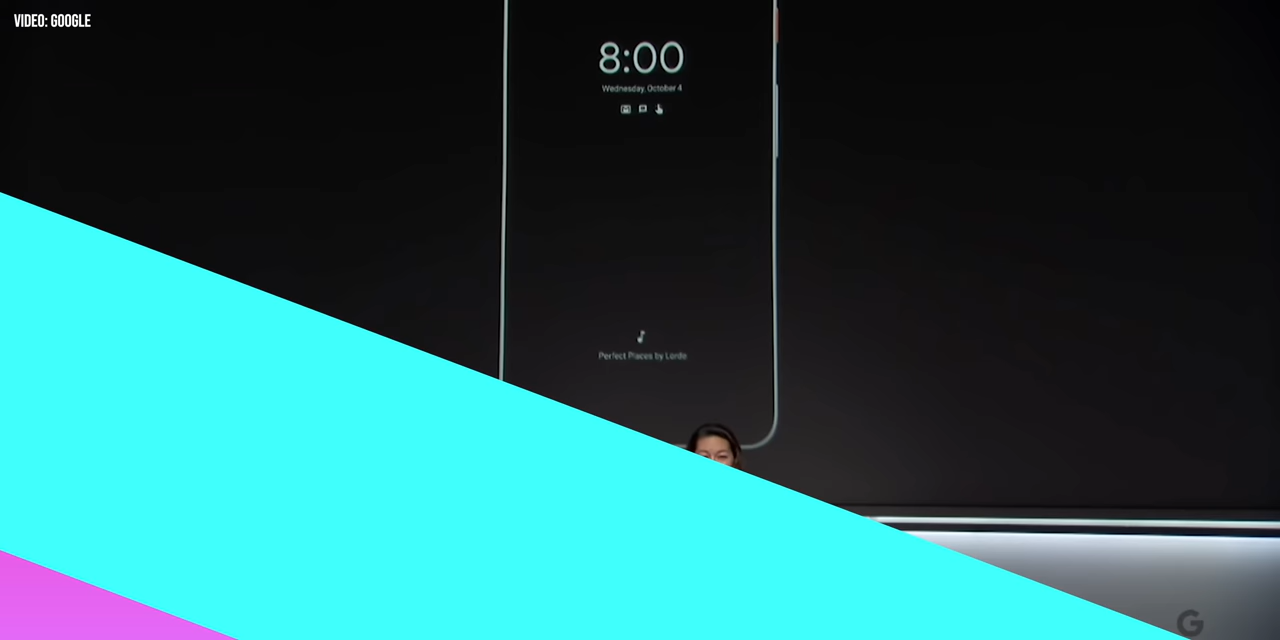 VIDEO: GOOGLE
8:00
Wednesday, October 4
Perfect Places by Lorde
G